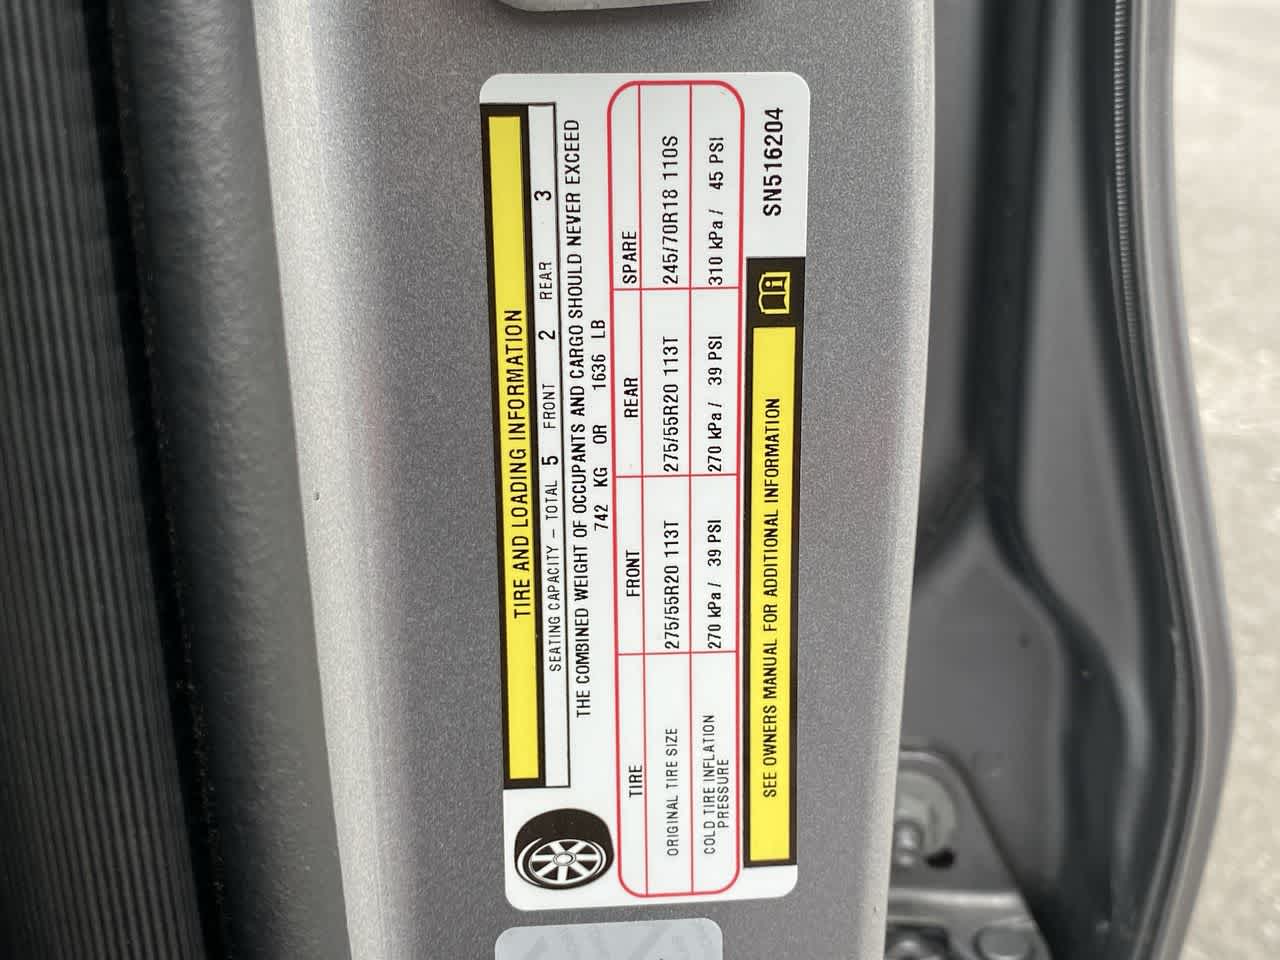 TIRE AND LOADING INFORMATION
SEATING CAPACITY – TOTAL 5 FRONT 2 REAR 3
THE COMBINED WEIGHT OF OCCUPANTS AND CARGO SHOULD NEVER EXCEED
742 KG OR 1636 LB
TIRE FRONT REAR SPARE
ORIGINAL TIRE SIZE 275/55R20 113T 275/55R20 113T 245/70R18 110S
COLD TIRE INFLATION PRESSURE 270 kPa / 39 PSI 270 kPa / 39 PSI 310 kPa / 45 PSI
SEE OWNERS MANUAL FOR ADDITIONAL INFORMATION
SN516204